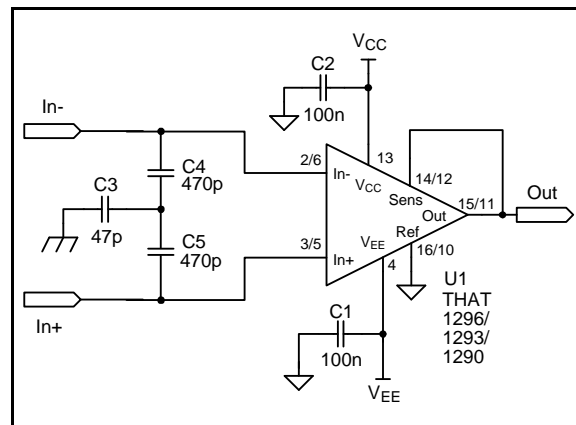 VCC
C2
100n
In-
C4
470p
C3
47p
C5
470p
In+
2/6
In-
VCC
13
14/12
Sens
Out
15/11
Out
Ref
16/10
VEE
4
3/5
In+
U1
THAT
1296/
1293/
1290
C1
100n
VEE